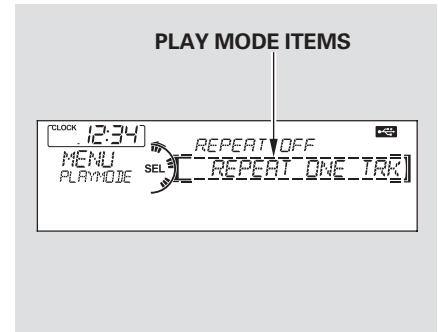 PLAY MODE ITEMS
CLOCK 12:34
MENU
PLAYMODE
SEL
REPEAT OFF
REPEAT ONE TRK